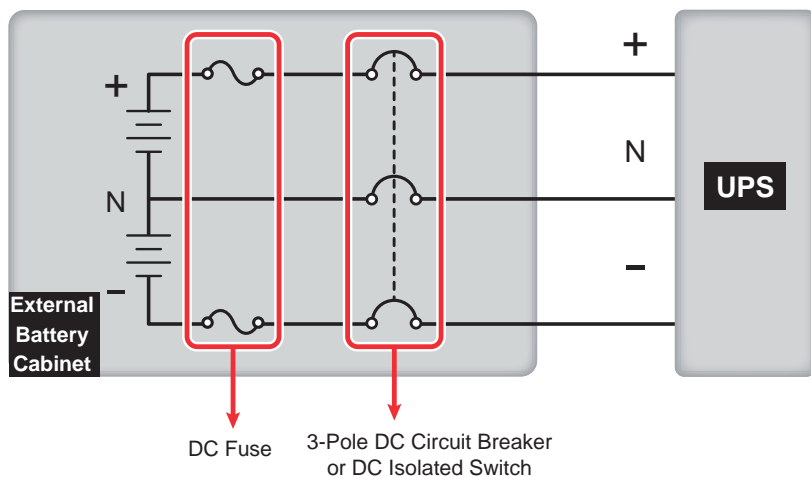 +
+
N
N
UPS
–
–
External
Battery
Cabinet
DC Fuse
3-Pole DC Circuit Breaker
or DC Isolated Switch